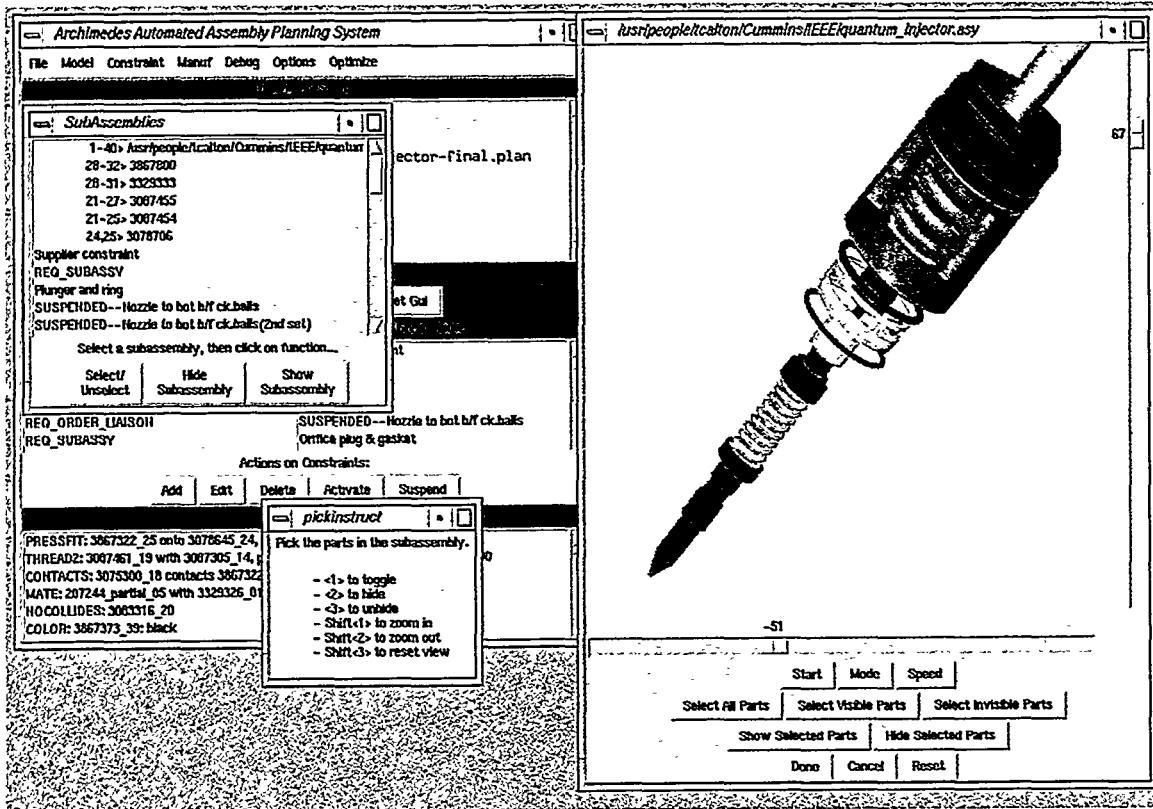 Archimedes Automated Assembly Planning System
File Model Constraint Manuf Debug Options Optimize
SubAssemblies
1-40> /usr/people/tcalton/Cummins/IEEE/quantum
28-32> 3867800
28-31> 3329333
21-27> 3087455
21-25> 3087454
24,25> 3078706
Supplier constraint
REQ_SUBASSY
Plunger and ring
SUSPENDED--Nozzle to bot b/f ck.balls
SUSPENDED--Nozzle to bot b/f ck.balls(2nd set)
Select a subassembly, then click on function...
Select/ Unselect
Hide Subassembly
Show Subassembly
ector-final.plan
et Gui
REQ_ORDER_LIAISON SUSPENDED--Nozzle to bot b/f ck.balls
REQ_SUBASSY Orifice plug & gasket
Actions on Constraints:
Add Edit Delete Activate Suspend
PRESSFIT: 3867322_25 onto 3078645_24,
THREAD2: 3087461_19 with 3087305_14,
CONTACTS: 3075300_18 contacts 3867322
MATE: 207244_partial_05 with 3329326_01
NOCOLLIDES: 3083316_20
COLOR: 3867373_39: black
pickinstruct
Pick the parts in the subassembly.
- <1> to toggle
- <2> to hide
- <3> to unhide
- Shift<1> to zoom in
- Shift<2> to zoom out
- Shift<3> to reset view
/usr/people/tcalton/Cummins/IEEE/quantum_injector.asy
67
-51
Start Mode Speed
Select All Parts Select Visible Parts Select Invisible Parts
Show Selected Parts Hide Selected Parts
Done Cancel Reset